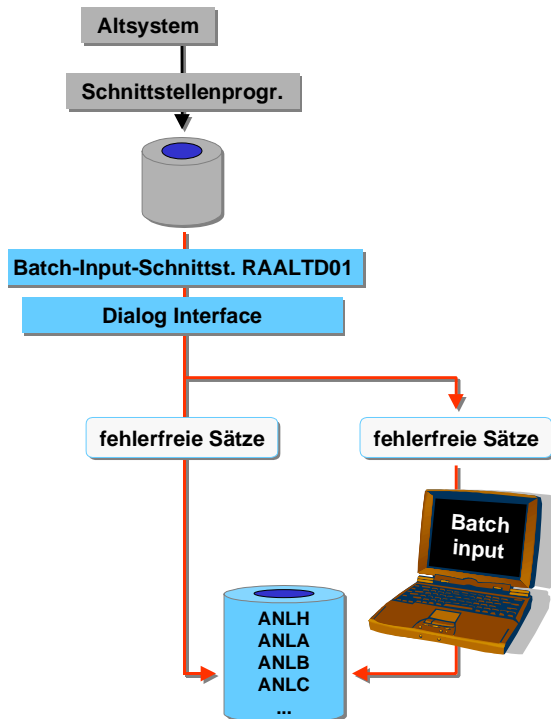 Altsystem
Schnittstellenprogr.
Batch-Input-Schnittst. RAALTD01
Dialog Interface
fehlerfreie Sätze
fehlerfreie Sätze
Batch
input
ANLH
ANLA
ANLB
ANLC
...